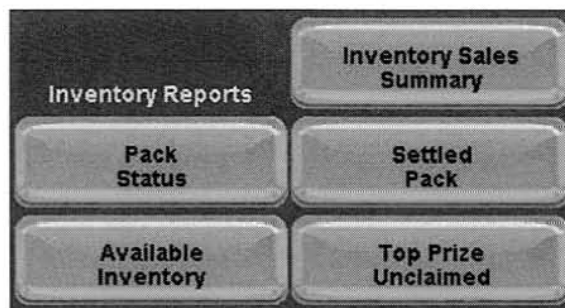 Inventory Reports
Inventory Sales
Summary
Pack
Status
Settled
Pack
Available
Inventory
Top Prize
Unclaimed